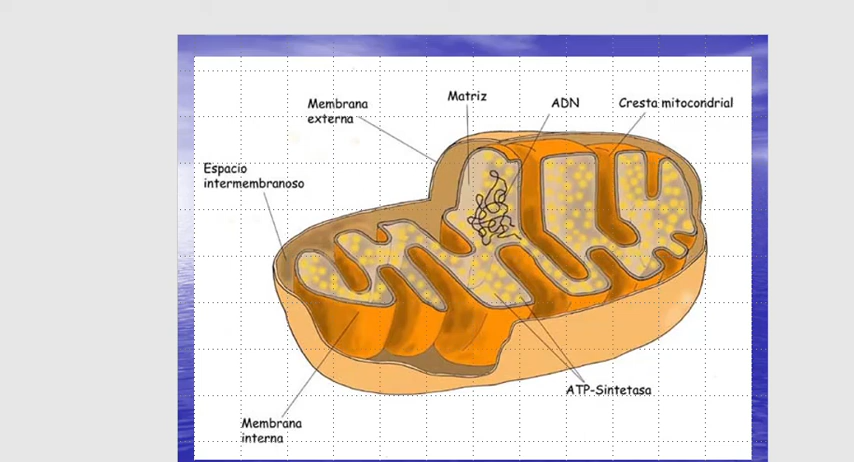 Matriz
ADN
Cresta mitocondrial
Membrana
externa
Espacio
intermembranoso
ATP-Sintetasa
Membrana
interna